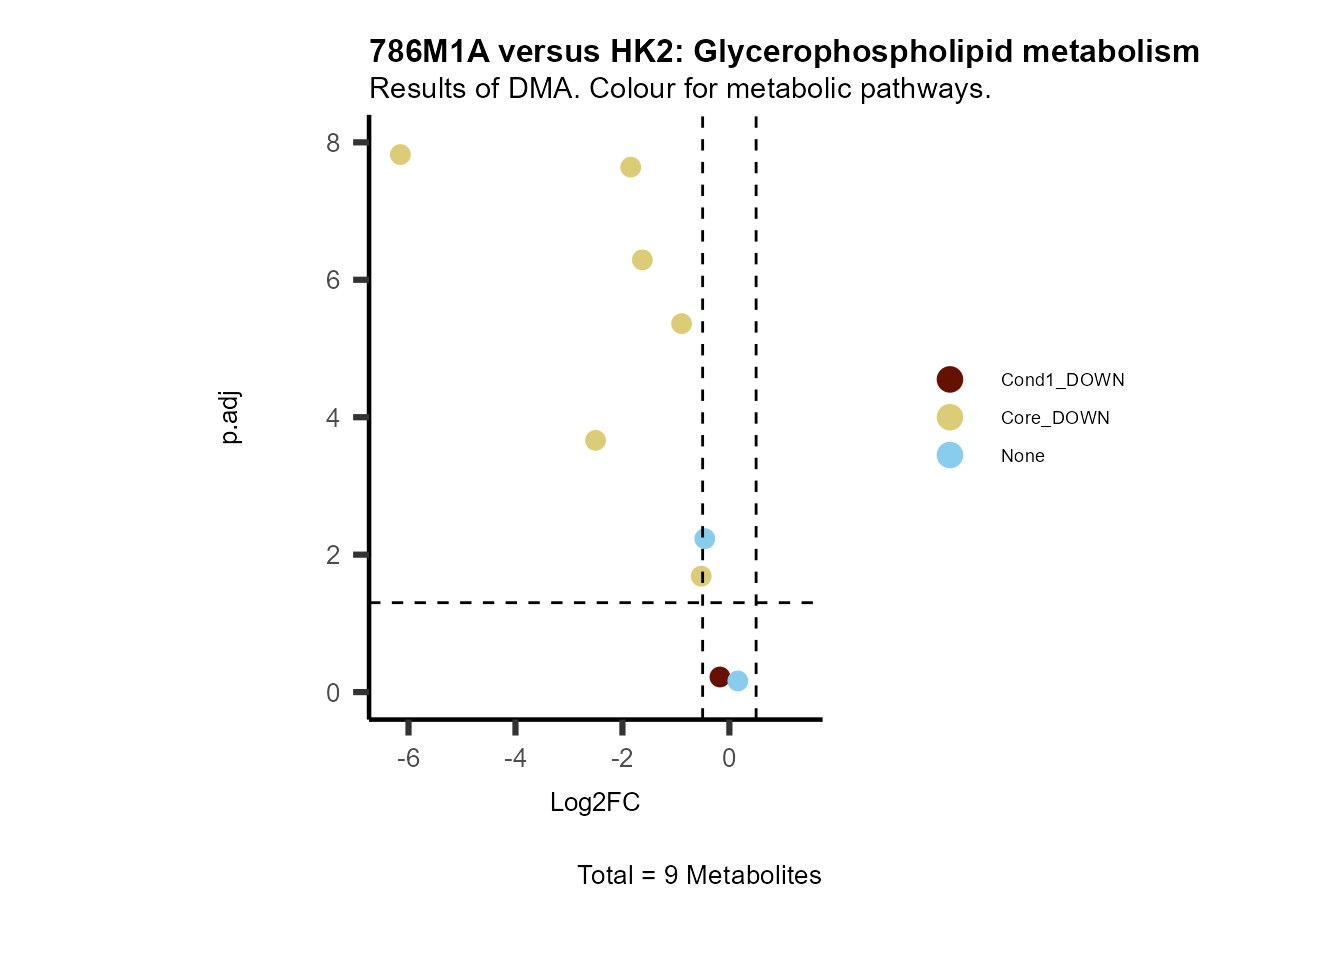 786M1A versus HK2: Glycerophospholipid metabolism
Results of DMA. Colour for metabolic pathways.
8
6
4
2
0
p.adj
-6 -4 -2 0
Log2FC
Cond1_DOWN
Core_DOWN
None
Total = 9 Metabolites